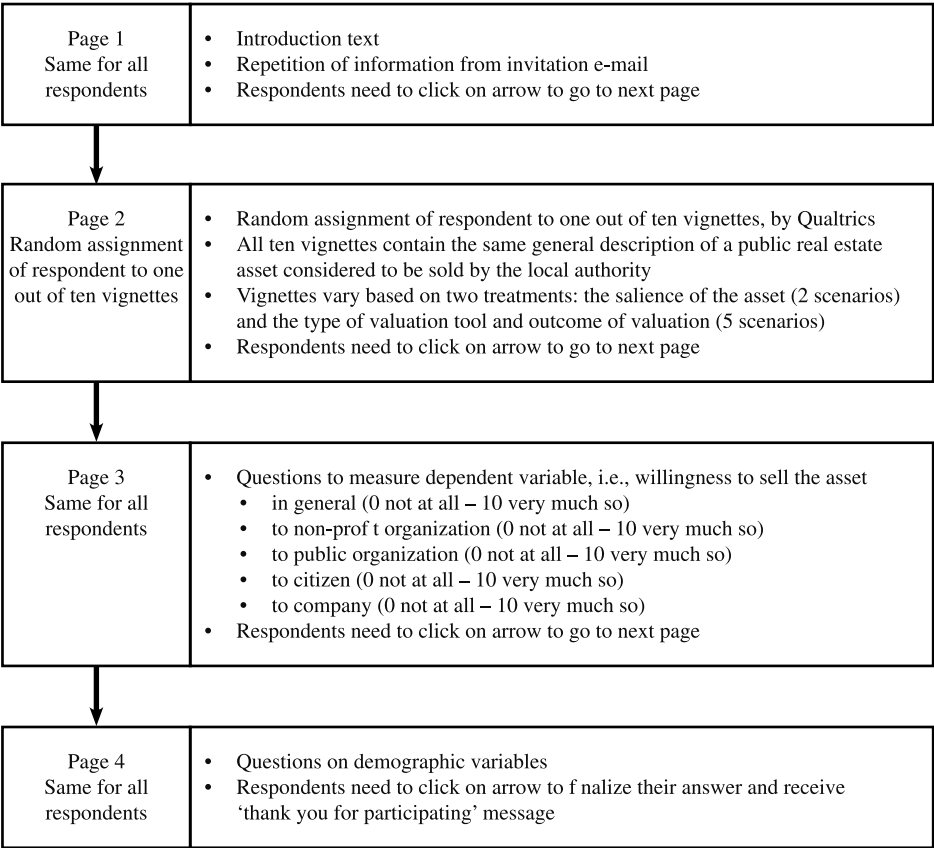 Page 1
Same for all
respondents
• Introduction text
• Repetition of information from invitation e-mail
• Respondents need to click on arrow to go to next page
Page 2
Random assignment
of respondent to one
out of ten vignettes
• Random assignment of respondent to one out of ten vignettes, by Qualtrics
• All ten vignettes contain the same general description of a public real estate
asset considered to be sold by the local authority
• Vignettes vary based on two treatments: the salience of the asset (2 scenarios)
and the type of valuation tool and outcome of valuation (5 scenarios)
• Respondents need to click on arrow to go to next page
Page 3
Same for all
respondents
• Questions to measure dependent variable, i.e., willingness to sell the asset
• in general (0 not at all – 10 very much so)
• to non-prof t organization (0 not at all – 10 very much so)
• to public organization (0 not at all – 10 very much so)
• to citizen (0 not at all – 10 very much so)
• to company (0 not at all – 10 very much so)
• Respondents need to click on arrow to go to next page
Page 4
Same for all
respondents
• Questions on demographic variables
• Respondents need to click on arrow to f nalize their answer and receive
‘thank you for participating’ message